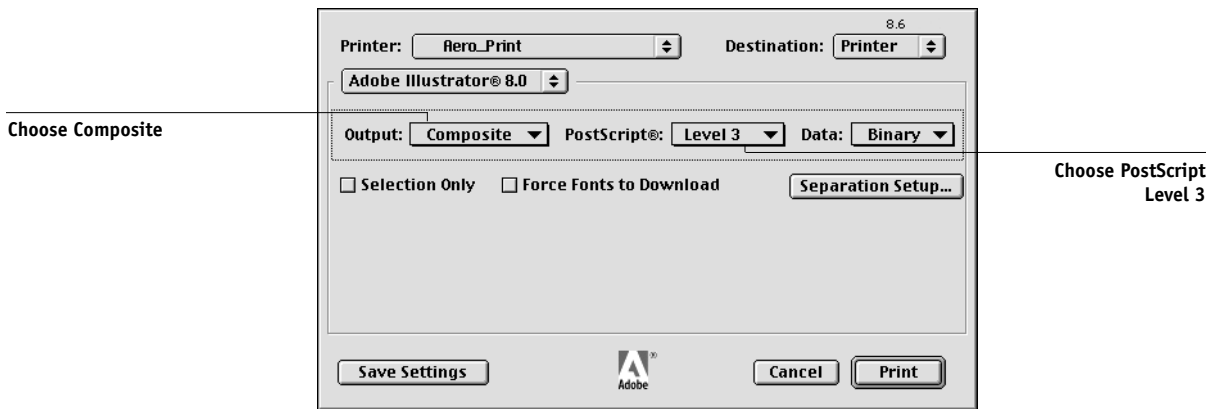 8.6
Printer: Aero_Print Destination: Printer
Adobe Illustrator® 8.0
Choose Composite
Output: Composite PostScript®: Level 3 Data: Binary
Choose PostScript
Level 3
Selection Only Force Fonts to Download Separation Setup...
Save Settings Adobe® Cancel Print